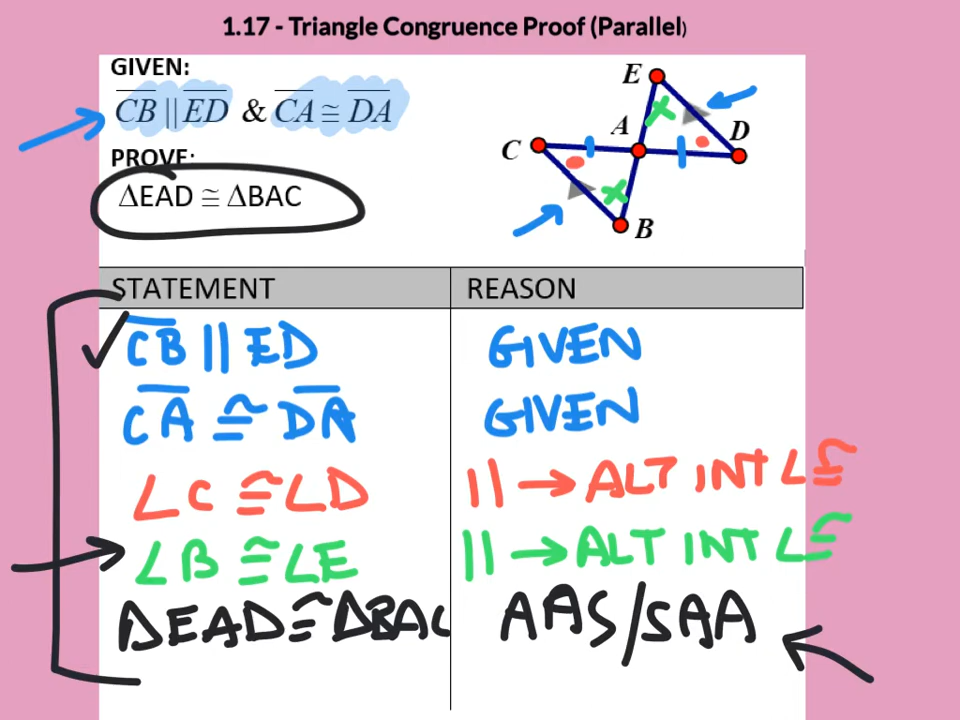 1.17 - Triangle Congruence Proof (Parallel)
GIVEN:
CB || ED & CA ≅ DA
PROVE:
ΔEAD ≅ ΔBAC
E
A
D
C
B
STATEMENT REASON
CB || ED GIVEN
CA ≅ DA GIVEN
∠C ≅ ∠D || → ALT INT ∠ ≅
∠B ≅ ∠E || → ALT INT ∠ ≅
ΔEAD ≅ ΔBAC AAS/SAA